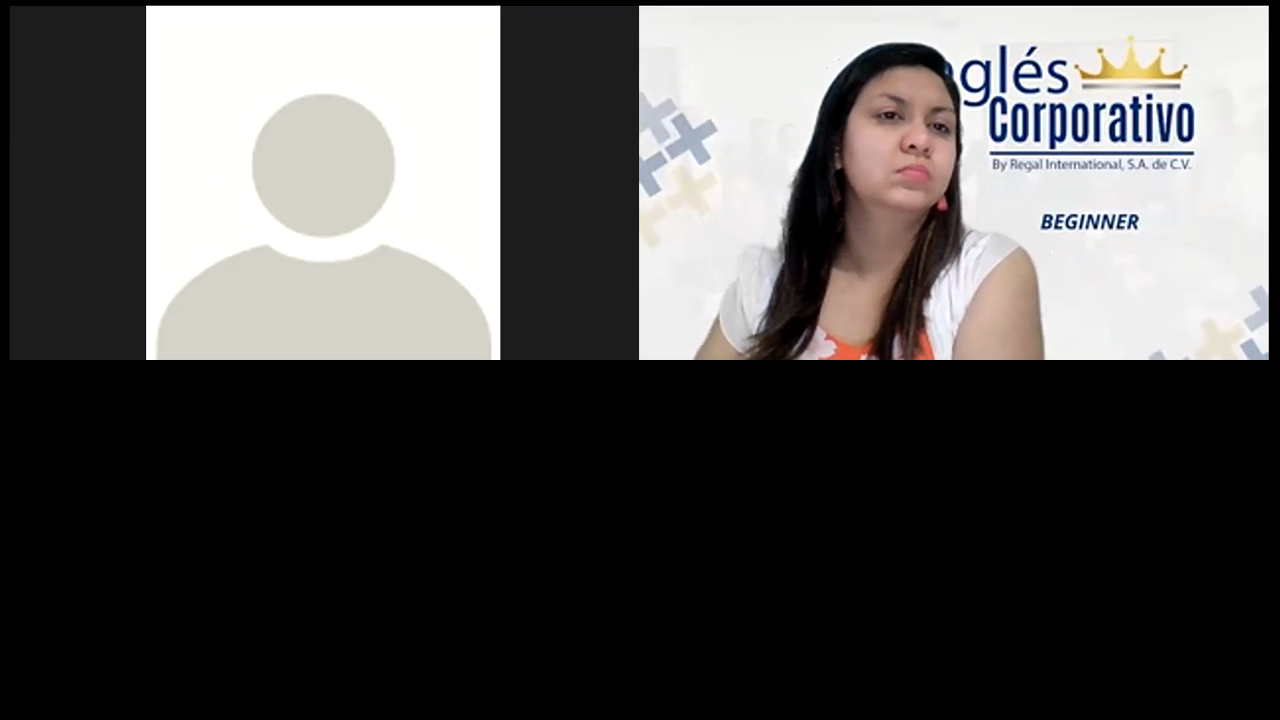 glés
Corporativo
By Regal International, S.A. de C.V.
BEGINNER